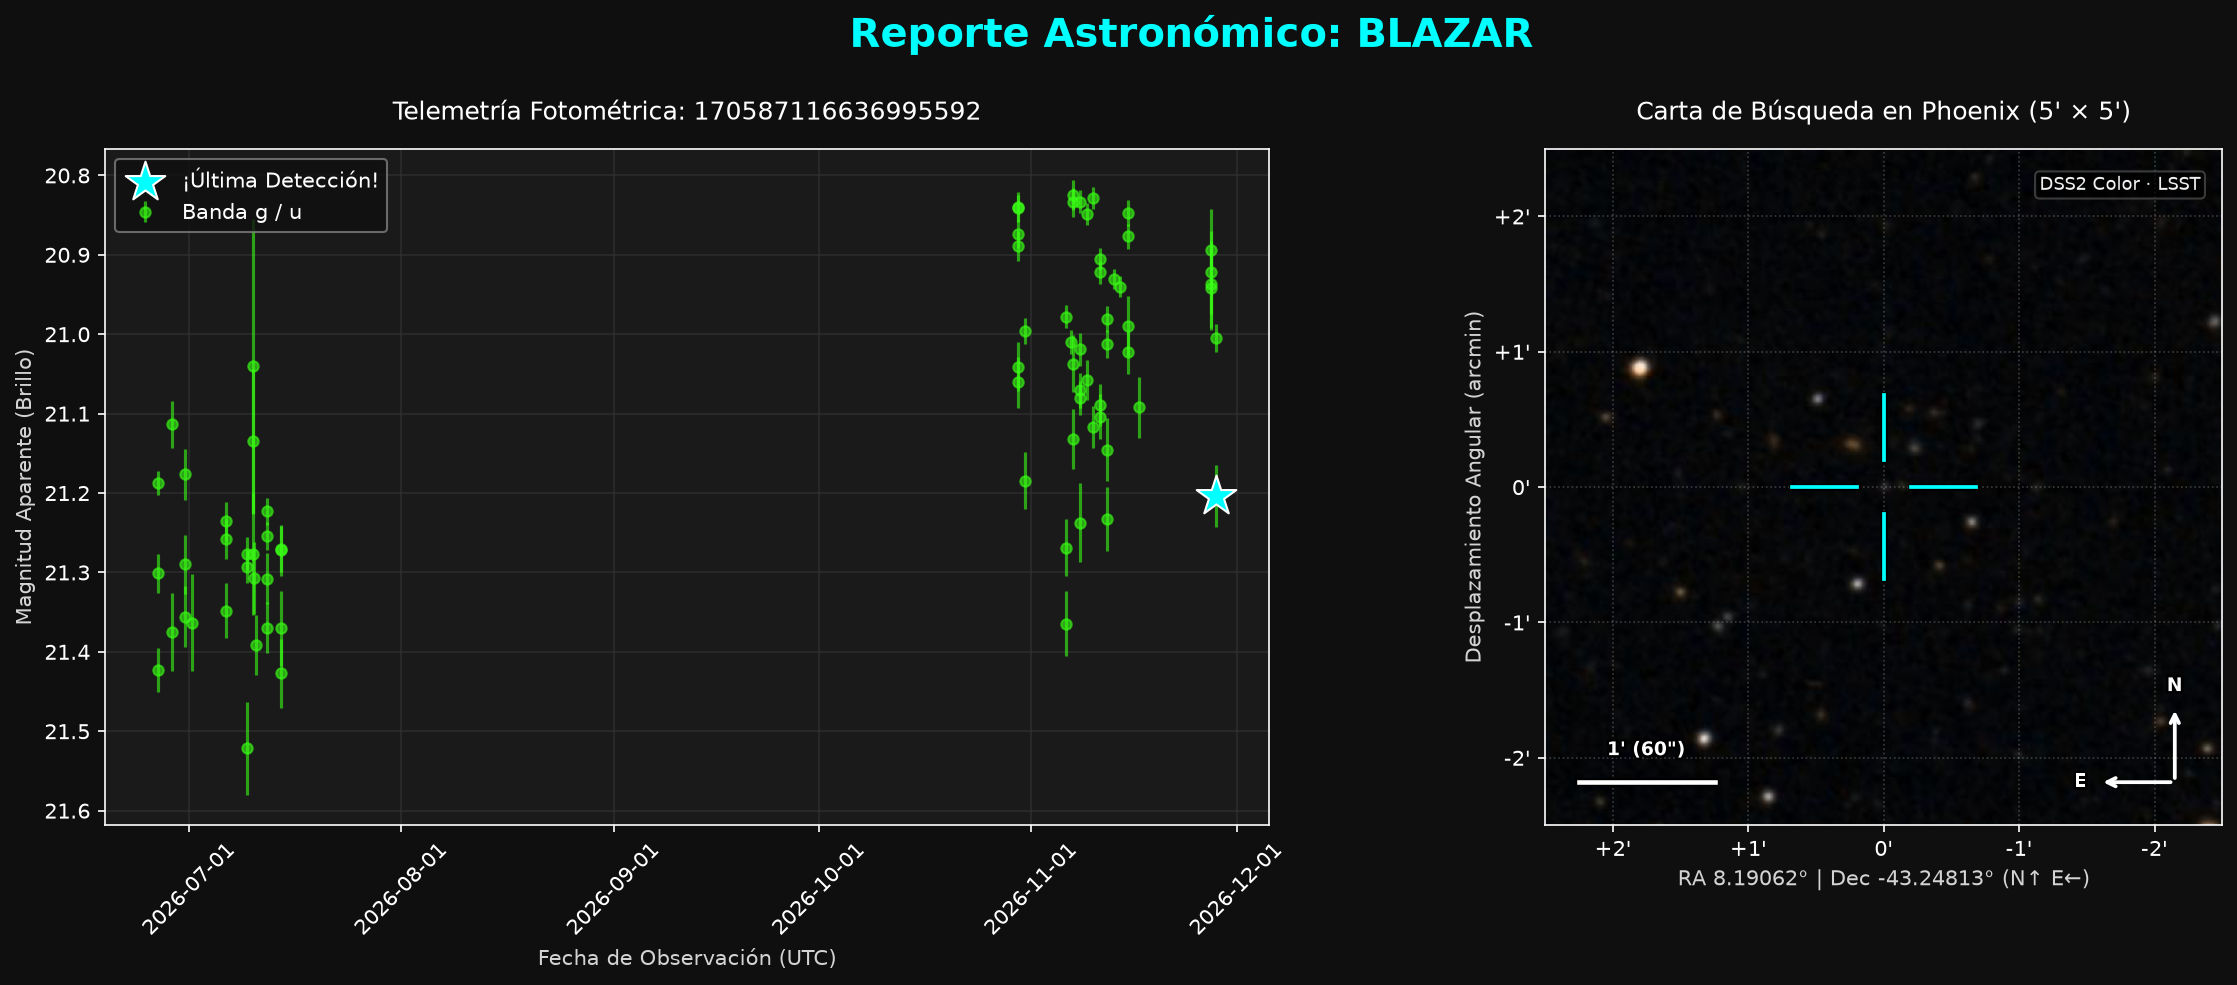 Reporte Astronómico: BLAZAR
Telemetría Fotométrica: 170587116636995592
¡Última Detección!
Banda g / u
Magnitud Aparente (Brillo)
20.8
20.9
21.0
21.1
21.2
21.3
21.4
21.5
21.6
2026-07-01
2026-08-01
2026-09-01
2026-10-01
2026-11-01
2026-12-01
Fecha de Observación (UTC)
Carta de Búsqueda en Phoenix (5' × 5')
DSS2 Color · LSST
Desplazamiento Angular (arcmin)
+2'
+1'
0'
-1'
-2'
N
E
1' (60")
+2'
+1'
0'
-1'
-2'
RA 8.19062° | Dec -43.24813° (N↑ E←)